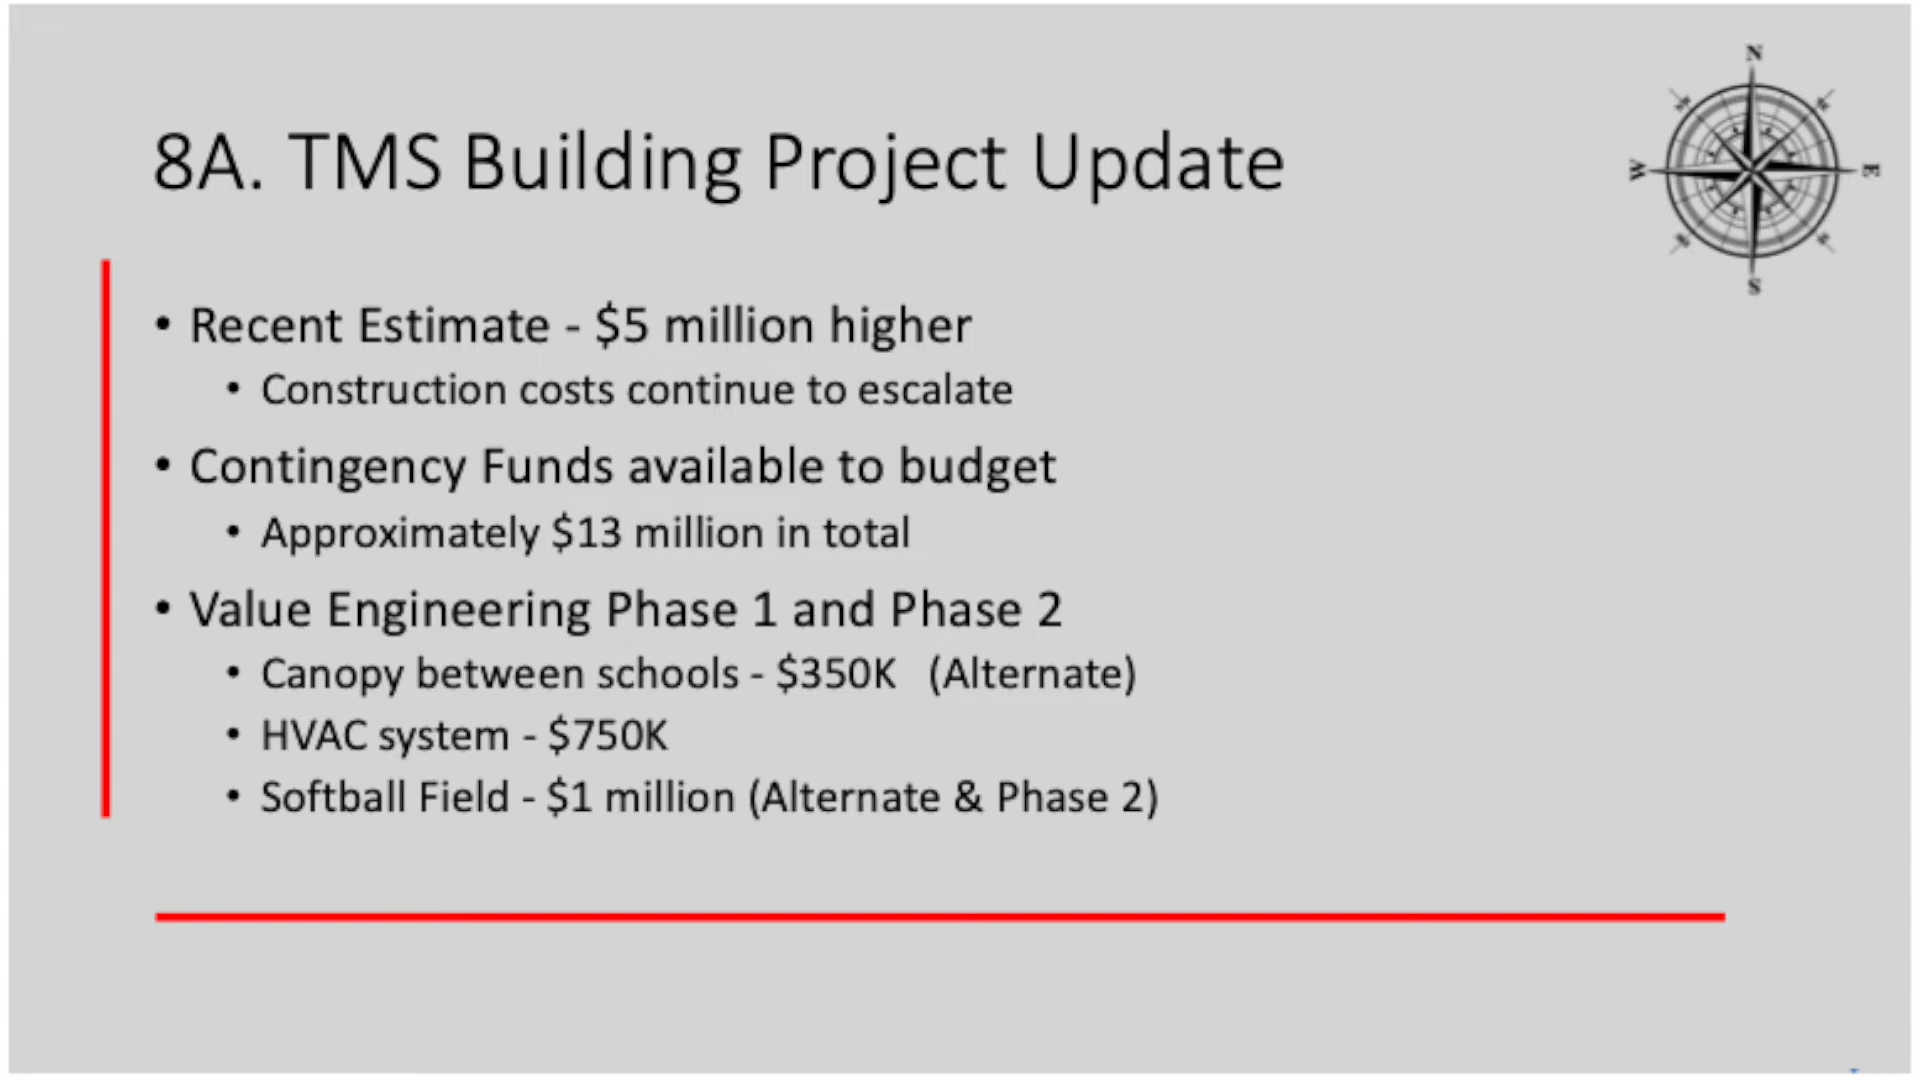 N
W
E
S
8A. TMS Building Project Update
• Recent Estimate - $5 million higher
• Construction costs continue to escalate
• Contingency Funds available to budget
• Approximately $13 million in total
• Value Engineering Phase 1 and Phase 2
• Canopy between schools - $350K (Alternate)
• HVAC system - $750K
• Softball Field - $1 million (Alternate & Phase 2)